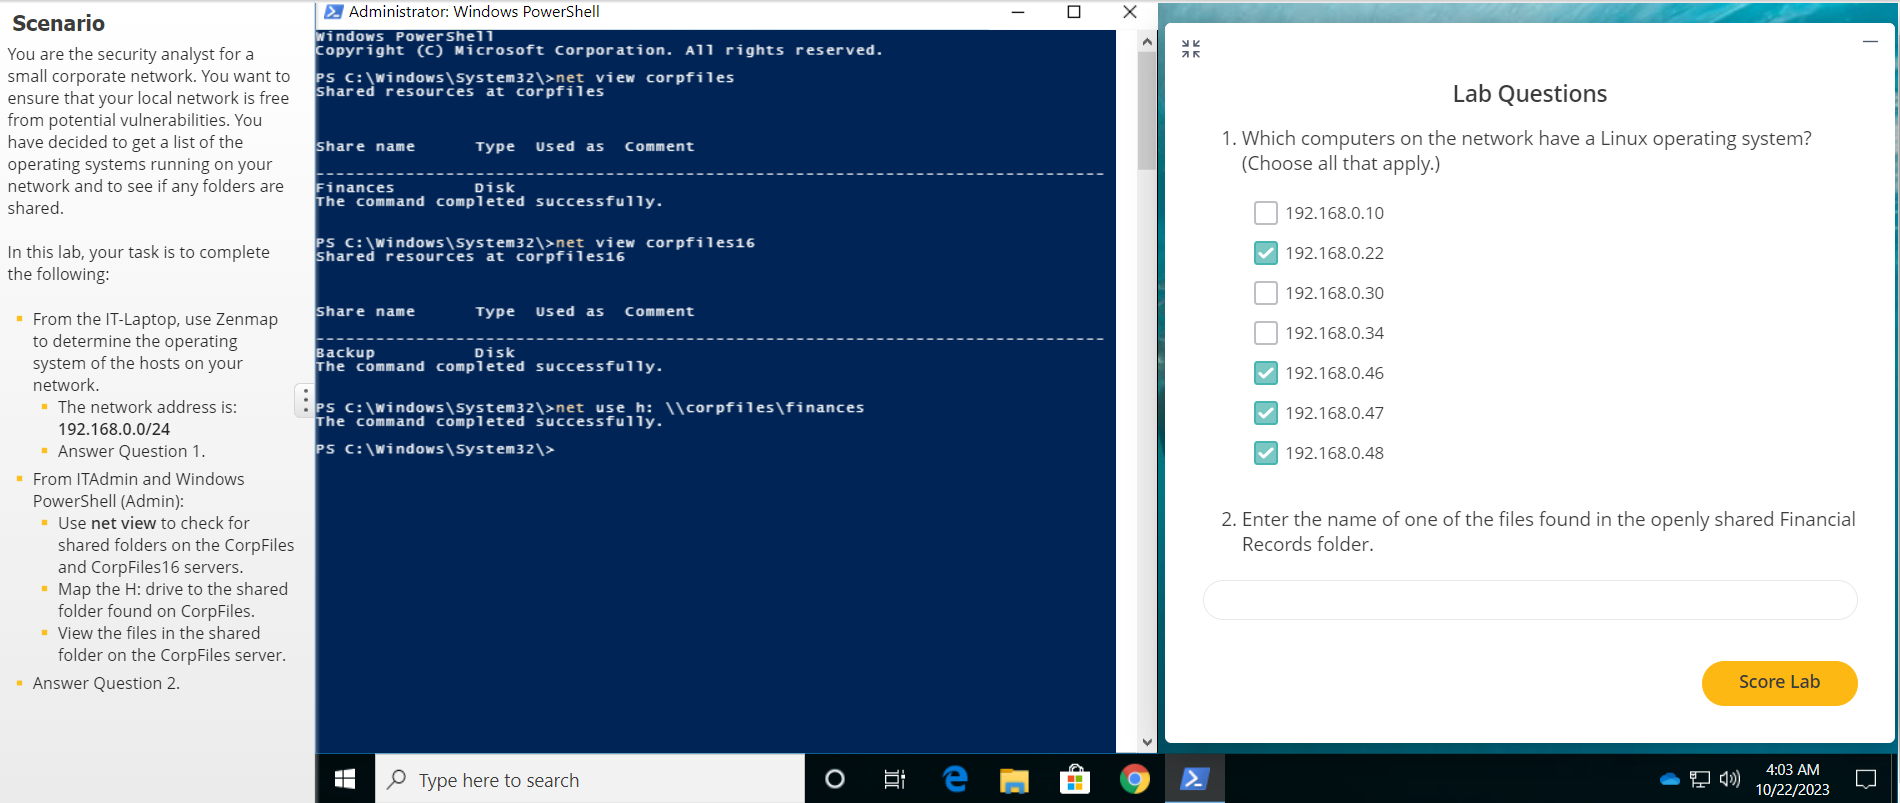 Scenario
You are the security analyst for a
small corporate network. You want to
ensure that your local network is free
from potential vulnerabilities. You
have decided to get a list of the
operating systems running on your
network and to see if any folders are
shared.
In this lab, your task is to complete
the following:
From the IT-Laptop, use Zenmap
to determine the operating
system of the hosts on your
network.
The network address is:
192.168.0.0/24
Answer Question 1.
From ITAdmin and Windows
PowerShell (Admin):
Use net view to check for
shared folders on the CorpFiles
and CorpFiles16 servers.
Map the H: drive to the shared
folder found on CorpFiles.
View the files in the shared
folder on the CorpFiles server.
Answer Question 2.
Administrator: Windows PowerShell
Windows PowerShell
Copyright (C) Microsoft Corporation. All rights reserved.
PS C:\Windows\System32\>net view corpfiles
Shared resources at corpfiles
Share name Type Used as Comment
-------------------------------------------------------------------------------
Finances Disk
The command completed successfully.
PS C:\Windows\System32\>net view corpfiles16
Shared resources at corpfiles16
Share name Type Used as Comment
-------------------------------------------------------------------------------
Backup Disk
The command completed successfully.
PS C:\Windows\System32\>net use h: \\corpfiles\finances
The command completed successfully.
PS C:\Windows\System32\>
Lab Questions
1. Which computers on the network have a Linux operating system?
(Choose all that apply.)
192.168.0.10
192.168.0.22
192.168.0.30
192.168.0.34
192.168.0.46
192.168.0.47
192.168.0.48
2. Enter the name of one of the files found in the openly shared Financial
Records folder.
Score Lab
Type here to search
4:03 AM
10/22/2023